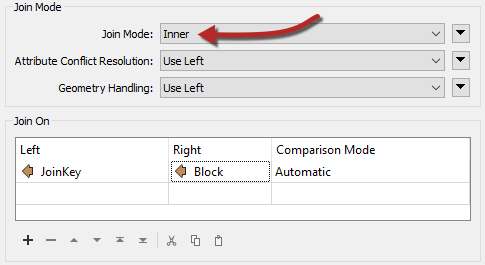 Join Mode
Join Mode: Inner
Attribute Conflict Resolution: Use Left
Geometry Handling: Use Left
Join On
Left Right Comparison Mode
JoinKey Block Automatic